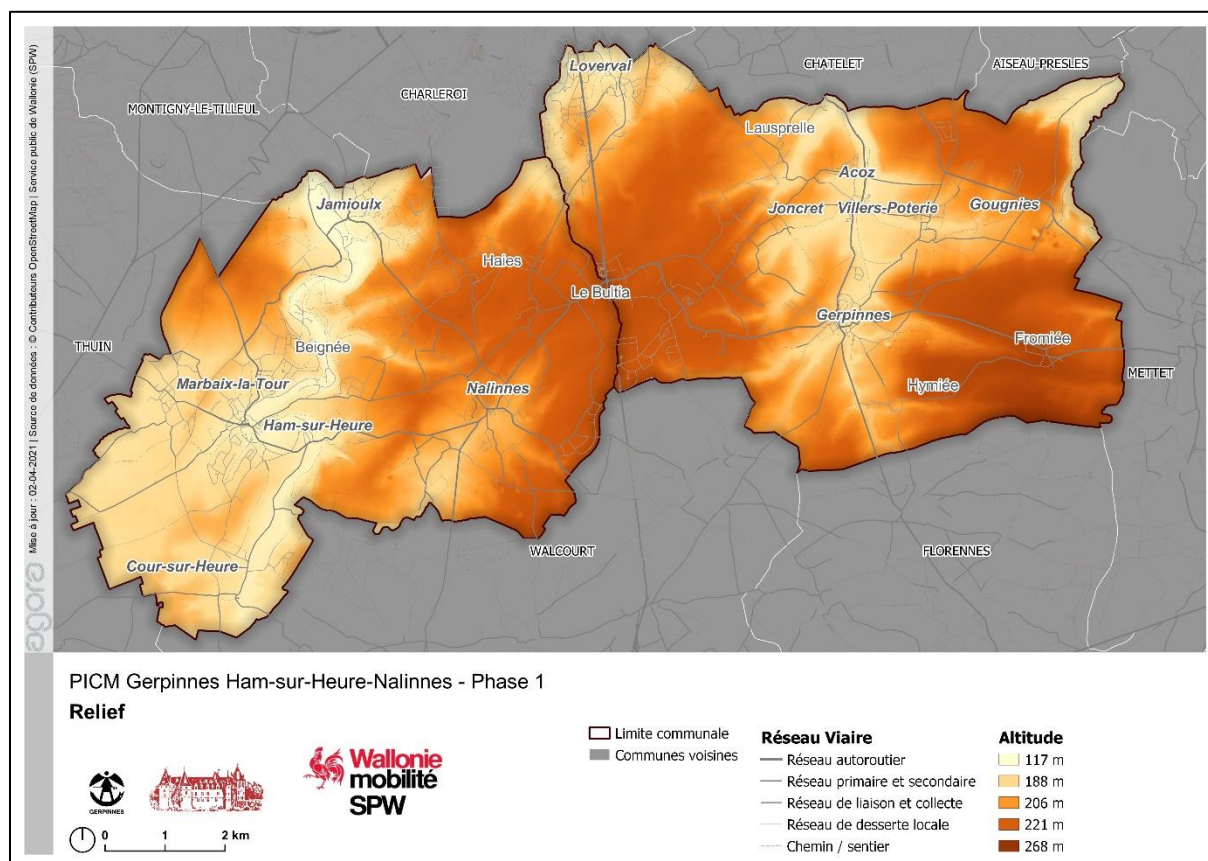 Mise à jour : 02-04-2021 | Source de données : © Contributeurs OpenStreetMap | Service public de Wallonie (SPW)
agora
Loverval
CHATELET
AISEAU-PRESLES
CHARLEROI
MONTIGNY-LE-TILLEUL
Lausprelle
Acoz
Jamioulx
Joncret
Villers-Poterie
Gougnies
Haies
Le Bultia
Gerpinnes
Fromiée
Beignée
THUIN
METTET
Marbaix-la-Tour
Nalinnes
Hymiée
Ham-sur-Heure
WALCOURT
FLORENNES
Cour-sur-Heure
PICM Gerpinnes Ham-sur-Heure-Nalinnes - Phase 1
Relief
GERPINNES
Wallonie
mobilité
SPW
0 1 2 km
Limite communale
Communes voisines
Réseau Viaire
Réseau autoroutier
Réseau primaire et secondaire
Réseau de liaison et collecte
Réseau de desserte locale
Chemin / sentier
Altitude
117 m
188 m
206 m
221 m
268 m